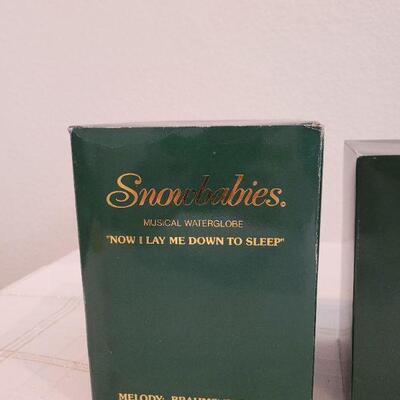 Snowbabies.
MUSICAL WATERGLOBE
"NOW I LAY ME DOWN TO SLEEP"
MELODY: